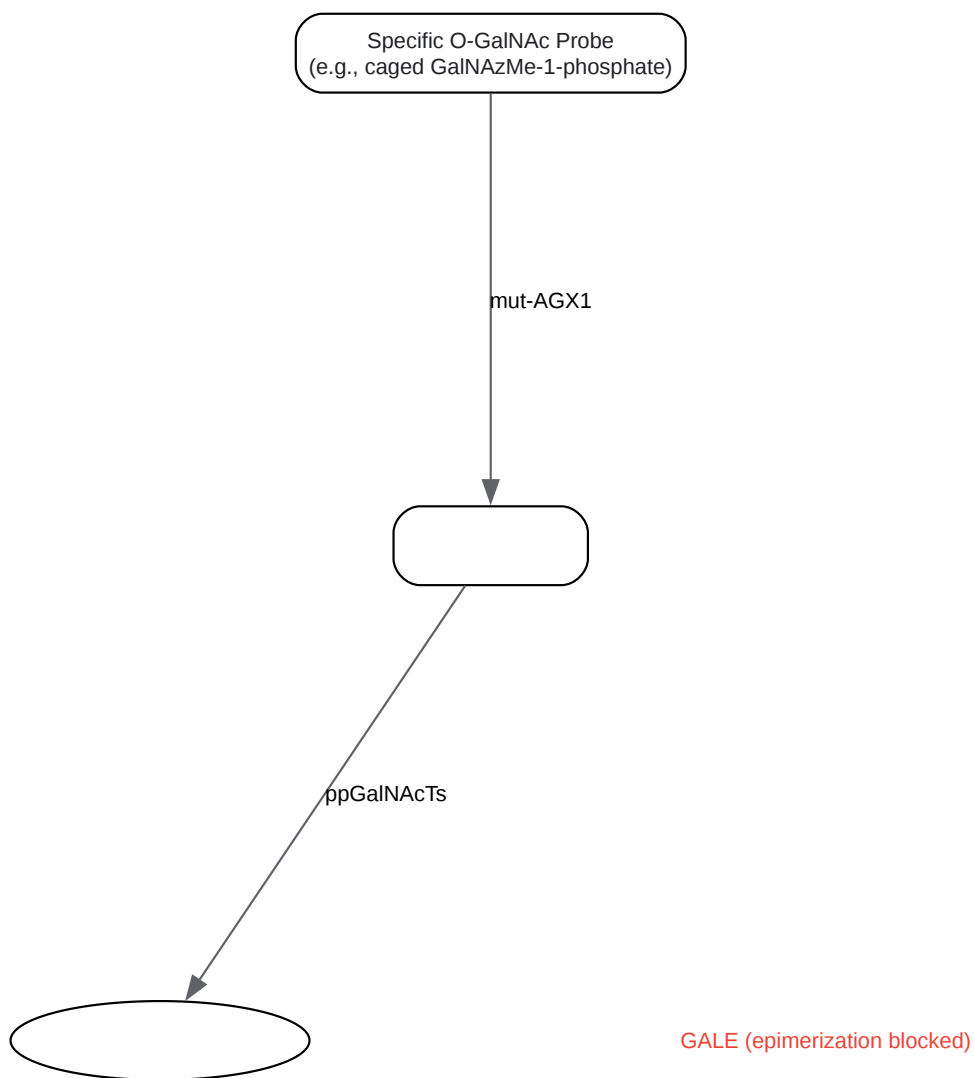 Specific O-GalNAc Probe
(e.g., caged GalNAzMe-1-phosphate)
mut-AGX1
ppGalNAcTs
GALE (epimerization blocked)